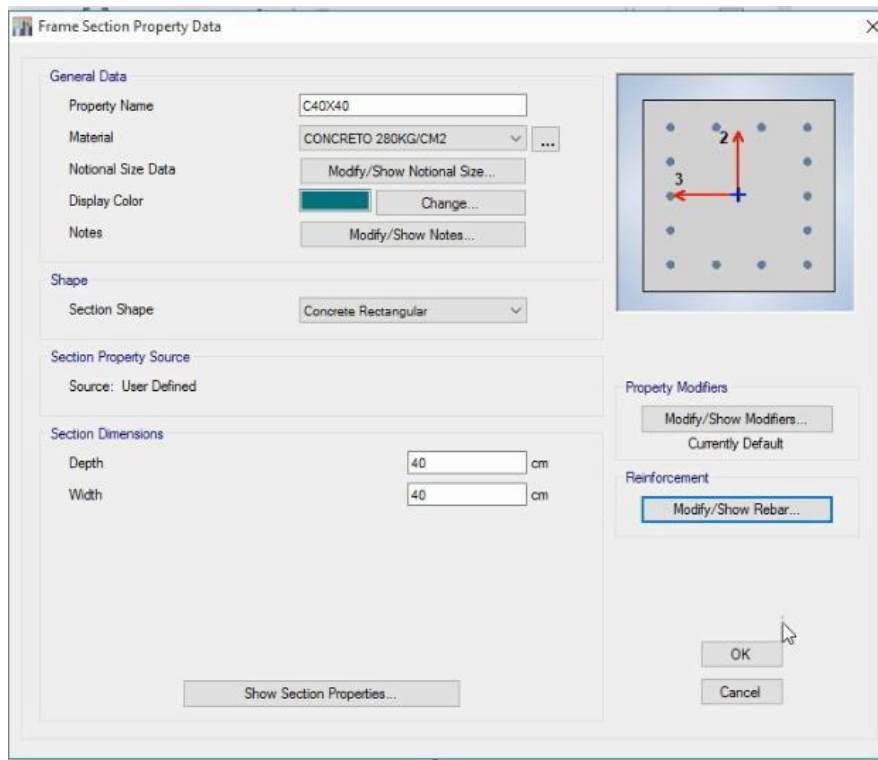 Frame Section Property Data
General Data
Property Name C40X40
Material CONCRETO 280KG/CM2 ...
Notional Size Data Modify/Show Notional Size...
Display Color Change...
Notes Modify/Show Notes...
2
3
Shape
Section Shape Concrete Rectangular
Section Property Source
Source: User Defined
Property Modifiers
Modify/Show Modifiers...
Currently Default
Section Dimensions
Depth 40 cm
Width 40 cm
Reinforcement
Modify/Show Rebar...
OK
Show Section Properties...
Cancel